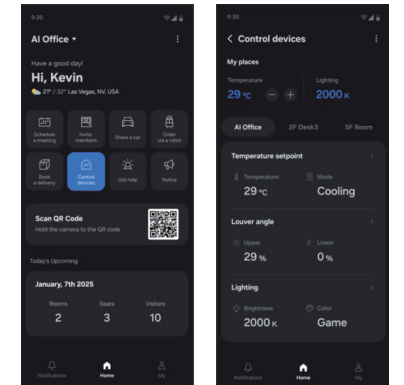 9:30
AI Office
Have a good day!
Hi, Kevin
21° / 32° Las Vegas, NV, USA
Schedule
a meeting
Invite
members
Share a car
Order
via a robot
Book
a delivery
Control
devices
Get help
Notice
Scan QR
Code
Hold the camera to the QR code
Today's Upcoming
January, 7th 2025
Rooms
Seats
Visitors
2
3
10
Notifications
Home
My
9:30
Control devices
My places
Temperature
Lighting
29 °C
2000 K
AI Office
2F Desk3
5F Room
Temperature setpoint
Temperature
Mode
29 °C
Cooling
Louver angle
Upper
Lower
29 %
0 %
Lighting
Brightness
Color
2000 K
Game
Notifications
Home
My